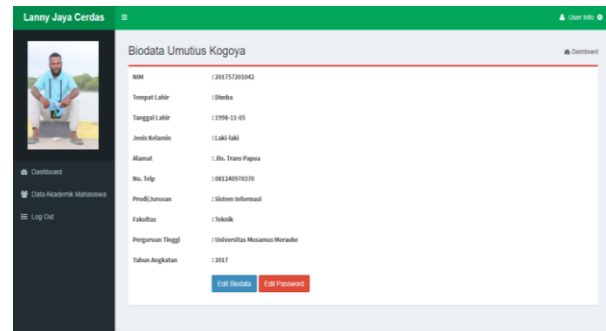 Lanny Jaya Cerdas
User Info
Biodata Umutius Kogoya
Dashboard
NIM : 201757201042
Tempat Lahir : Dimba
Tanggal Lahir : 1998-11-05
Jenis Kelamin : Laki-laki
Alamat : Jln. Trans Papua
No. Telp : 081240970370
Prodi/Jurusan : Sistem Informasi
Fakultas : Teknik
Perguruan Tinggi : Universitas Musamus Merauke
Tahun Angkatan : 2017
Edit Biodata Edit Password
Dashboard
Data Akademik Mahasiswa
Log Out